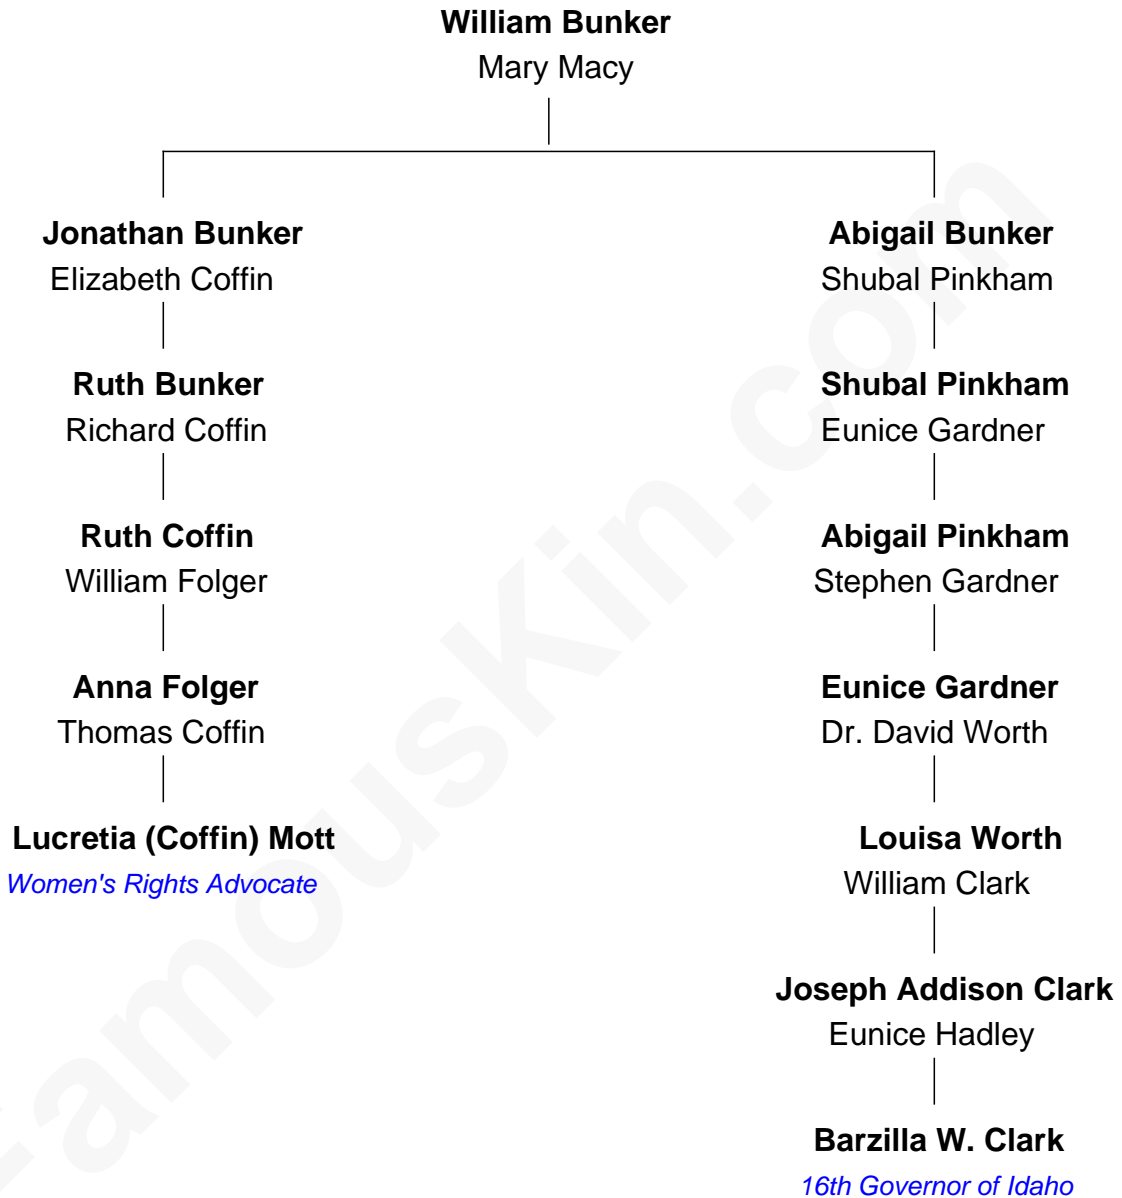 William Bunker
Mary Macy
Jonathan Bunker
Elizabeth Coffin
Abigail Bunker
Shubal Pinkham
Ruth Bunker
Richard Coffin
Shubal Pinkham
Eunice Gardner
Ruth Coffin
William Folger
Abigail Pinkham
Stephen Gardner
Anna Folger
Thomas Coffin
Eunice Gardner
Dr. David Worth
Lucretia (Coffin) Mott
Women's Rights Advocate
Louisa Worth
William Clark
Joseph Addison Clark
Eunice Hadley
Barzilla W. Clark
16th Governor of Idaho
FamousKin.com